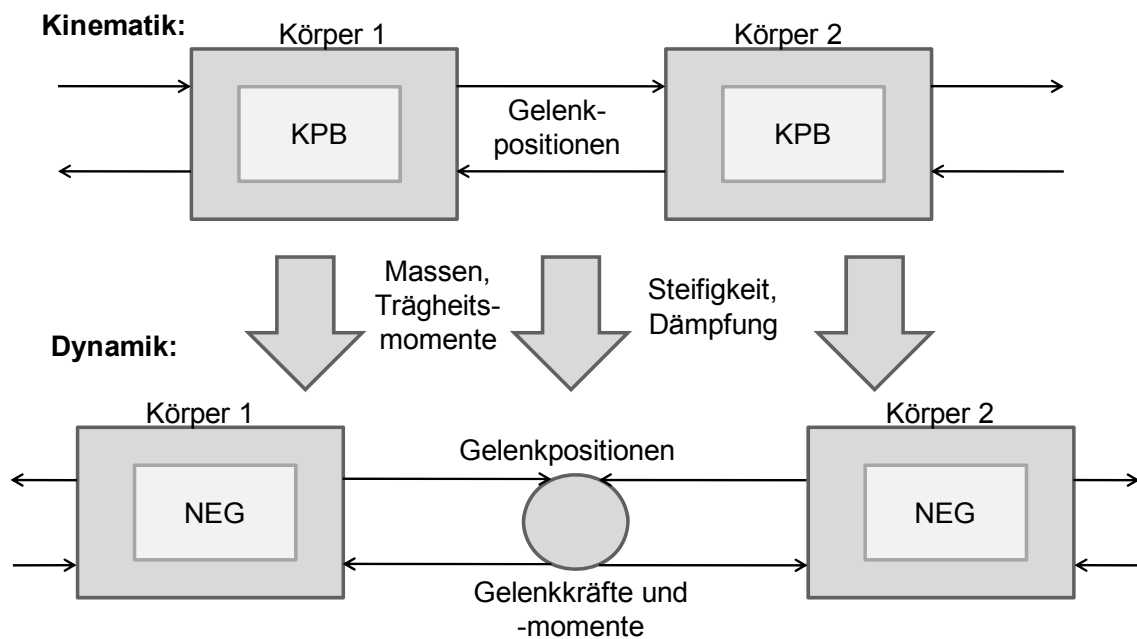 Kinematik:
Körper 1
Körper 2
KPB
Gelenk-
positionen
KPB
Massen,
Trägheits-
momente
Steifigkeit,
Dämpfung
Dynamik:
Körper 1
Körper 2
Gelenkpositionen
NEG
NEG
Gelenkkräfte und
-momente